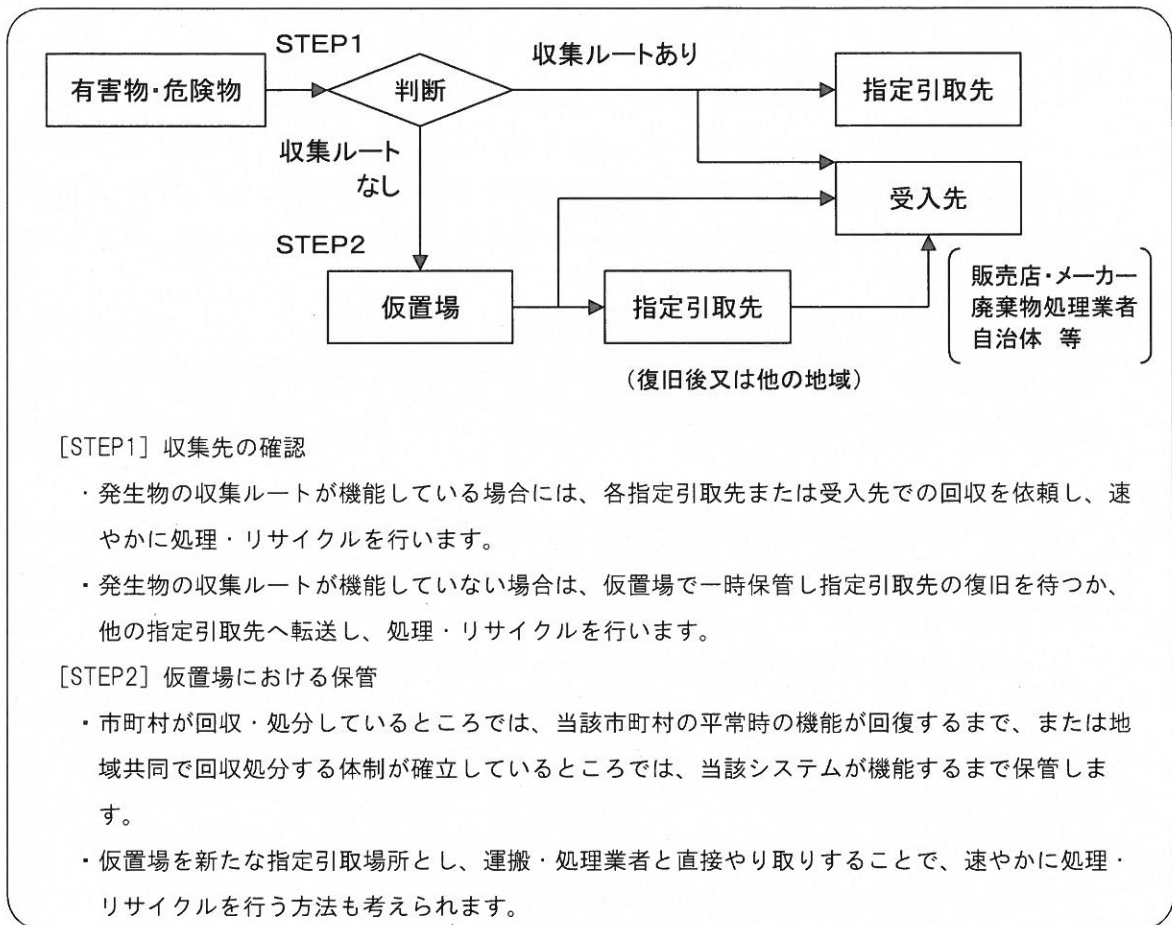 STEP1
収集ルートあり
有害物・危険物
判断
指定引取先
収集ルート
なし
受入先
STEP2
仮置場
指定引取先
販売店・メーカー
廃棄物処理業者
自治体 等
(復旧後又は他の地域)
[STEP1] 収集先の確認
・発生物の収集ルートが機能している場合には、各指定引取先または受入先での回収を依頼し、速
やかに処理・リサイクルを行います。
・発生物の収集ルートが機能していない場合は、仮置場で一時保管し指定引取先の復旧を待つか、
他の指定引取先へ転送し、処理・リサイクルを行います。
[STEP2] 仮置場における保管
・市町村が回収・処分しているところでは、当該市町村の平常時の機能が回復するまで、または地
域共同で回収処分する体制が確立しているところでは、当該システムが機能するまで保管しま
す。
・仮置場を新たな指定引取場所とし、運搬・処理業者と直接やり取りすることで、速やかに処理・
リサイクルを行う方法も考えられます。